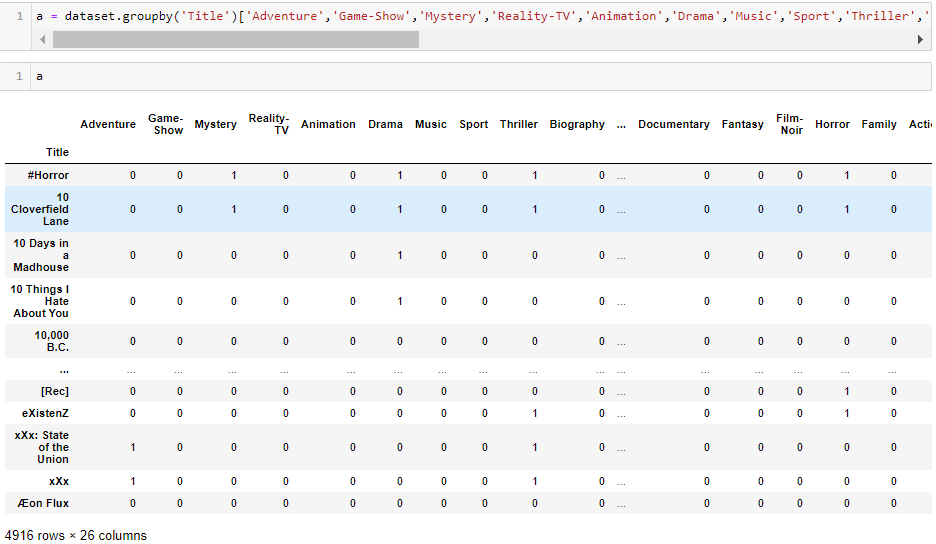 1 a = dataset.groupby('Title')['Adventure','Game-Show','Mystery','Reality-TV','Animation','Drama','Music','Sport','Thriller','
1 a
Adventure Game-Show Mystery Reality-TV Animation Drama Music Sport Thriller Biography ... Documentary Fantasy Film-Noir Horror Family Acti
Title
#Horror 0 0 1 0 0 1 0 0 1 0 ... 0 0 0 1 0
10 Cloverfield Lane 0 0 1 0 0 1 0 0 1 0 ... 0 0 0 1 0
10 Days in a Madhouse 0 0 0 0 0 1 0 0 0 0 ... 0 0 0 0 0
10 Things I Hate About You 0 0 0 0 0 1 0 0 0 0 ... 0 0 0 0 0
10,000 B.C. 0 0 0 0 0 0 0 0 0 0 ... 0 0 0 0 0
... ... ... ... ... ... ... ... ... ... ... ... ... ... ... ... ...
[Rec] 0 0 0 0 0 0 0 0 0 0 ... 0 0 0 1 0
eXistenZ 0 0 0 0 0 0 0 0 1 0 ... 0 0 0 1 0
xXx: State of the Union 1 0 0 0 0 0 0 0 1 0 ... 0 0 0 0 0
xXx 1 0 0 0 0 0 0 0 1 0 ... 0 0 0 0 0
Æon Flux 0 0 0 0 0 0 0 0 0 0 ... 0 0 0 0 0
4916 rows × 26 columns